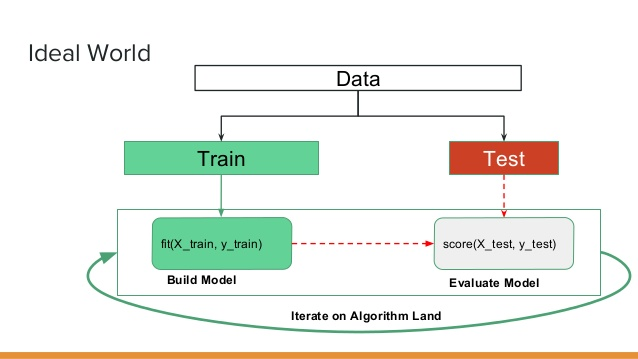 Ideal World
Data
Train
Test
fit(X_train, y_train)
score(X_test, y_test)
Build Model
Evaluate Model
Iterate on Algorithm Land